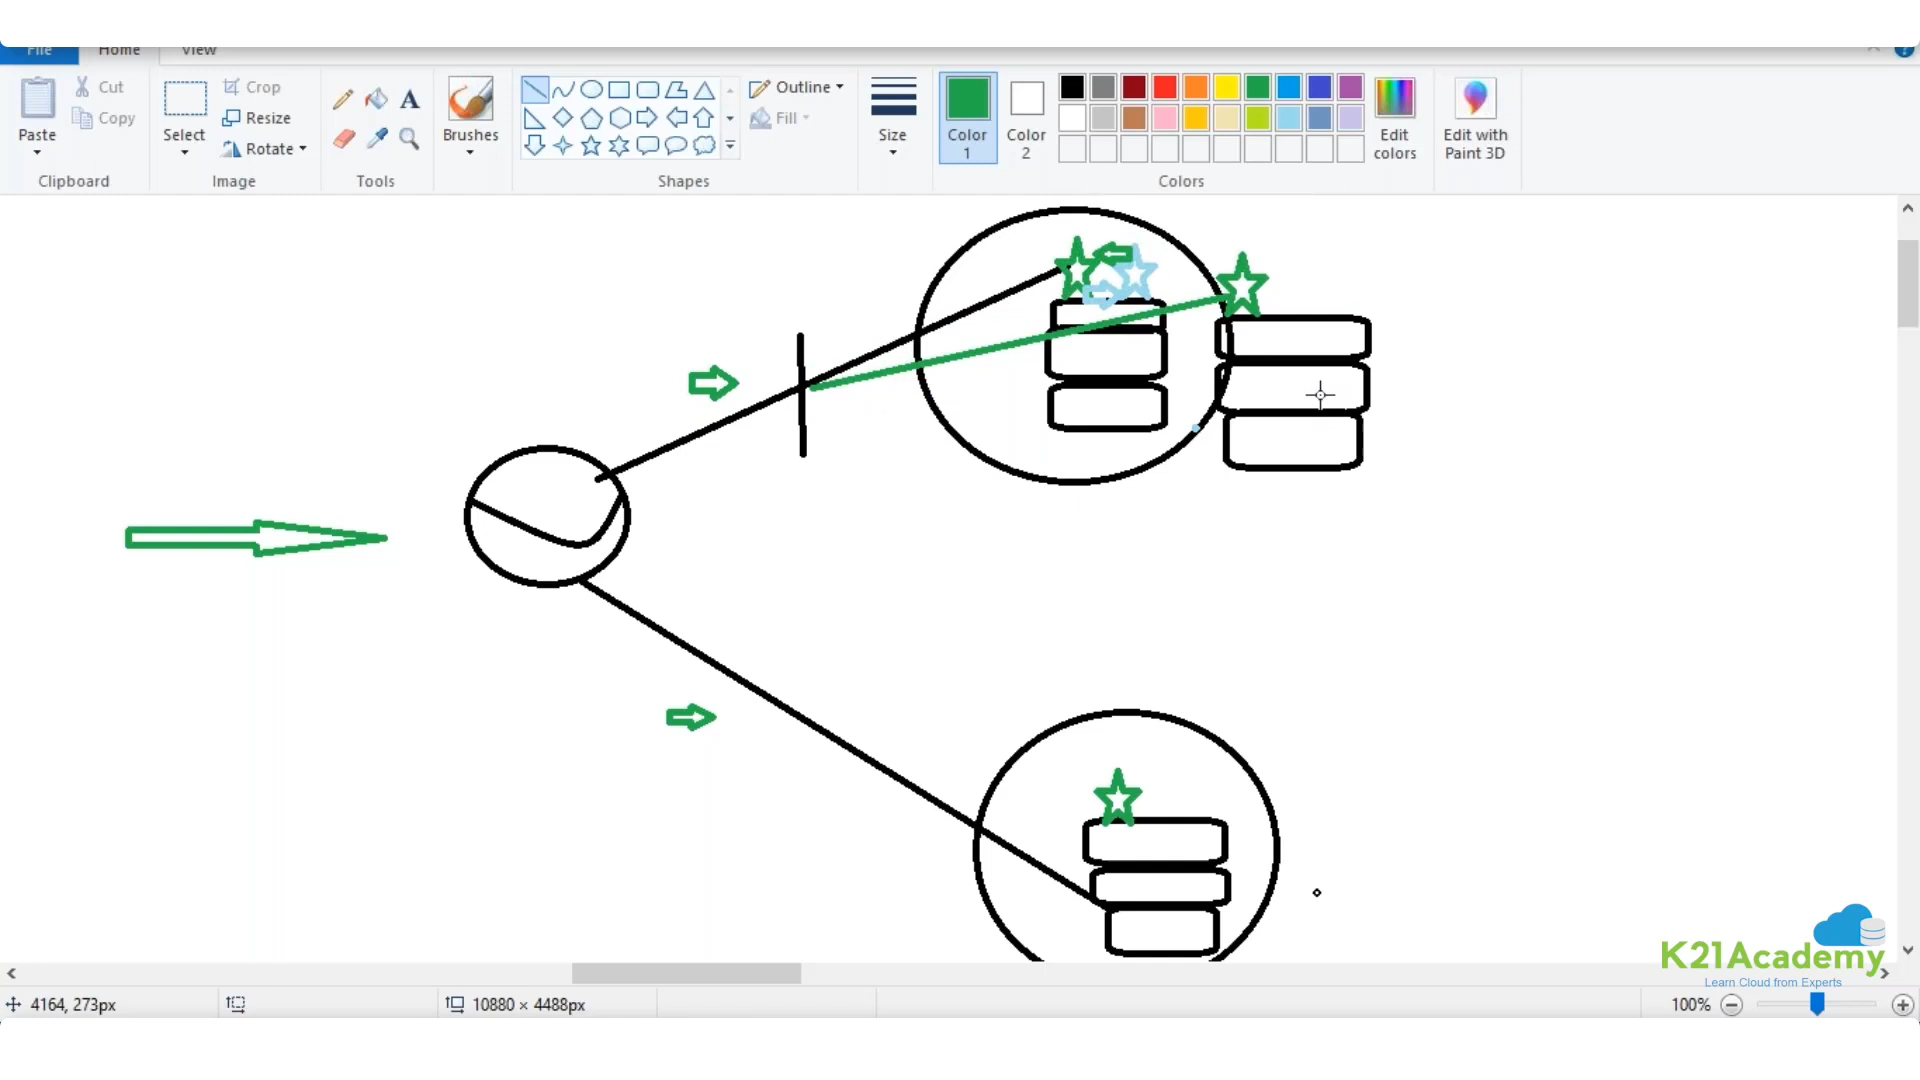 File Home View
Cut
Copy
Paste
Clipboard
Crop
Resize
Rotate
Select
Image
A
Tools
Brushes
Outline
Fill
Shapes
Size
Color 1
Color 2
Edit colors
Colors
Edit with Paint 3D
K21Academy
Learn Cloud from Experts
4164, 273px
10880 × 4488px
100%